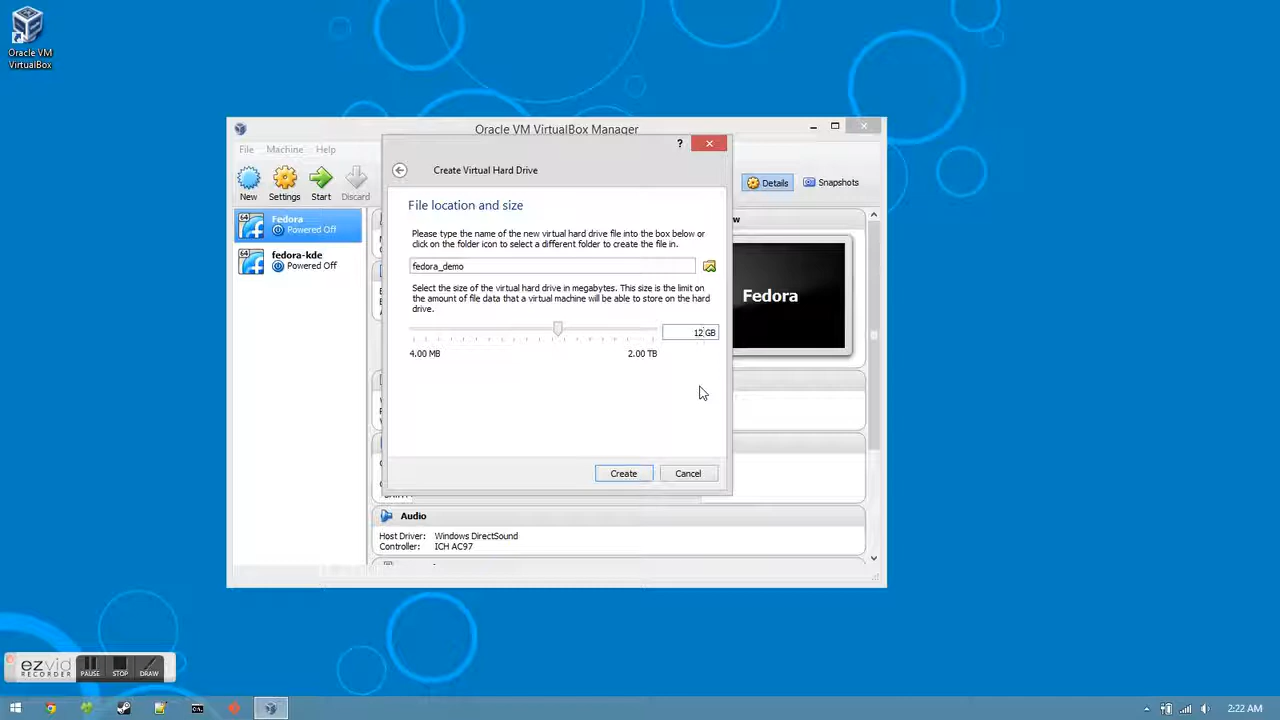 Oracle VM
VirtualBox
Oracle VM VirtualBox Manager
File Machine Help
?
Create Virtual Hard Drive
New Settings Start Discard
Details Snapshots
Fedora
Powered Off
fedora-kde
Powered Off
File location and size
Please type the name of the new virtual hard drive file into the box below or
click on the folder icon to select a different folder to create the file in.
fedora_demo
Select the size of the virtual hard drive in megabytes. This size is the limit on
the amount of file data that a virtual machine will be able to store on the hard
drive.
12 GB
4.00 MB 2.00 TB
Fedora
Create Cancel
Audio
Host Driver: Windows DirectSound
Controller: ICH AC97
ezvid
RECORDER
PAUSE STOP DRAW
2:22 AM